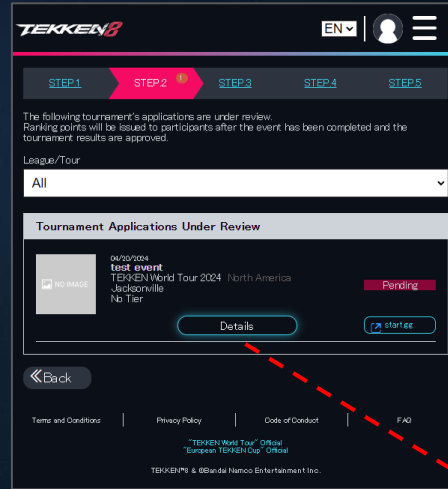 TEKKEN8
EN
STEP.1
STEP.2
1
STEP.3
STEP.4
STEP.5
The following tournament's applications are under review.
Ranking points will be issued to participants after the event has been completed and the
tournament results are approved.
League/Tour
All
Tournament Applications Under Review
NO IMAGE
04/20/2024
test event
TEKKEN World Tour 2024 North America
Jacksonville
No Tier
Pending
Details
start.gg
Back
Terms and Conditions
Privacy Policy
Code of Conduct
FAQ
"TEKKEN World Tour" Official
"European TEKKEN Cup" Official
TEKKEN™8 & ©Bandai Namco Entertainment Inc.